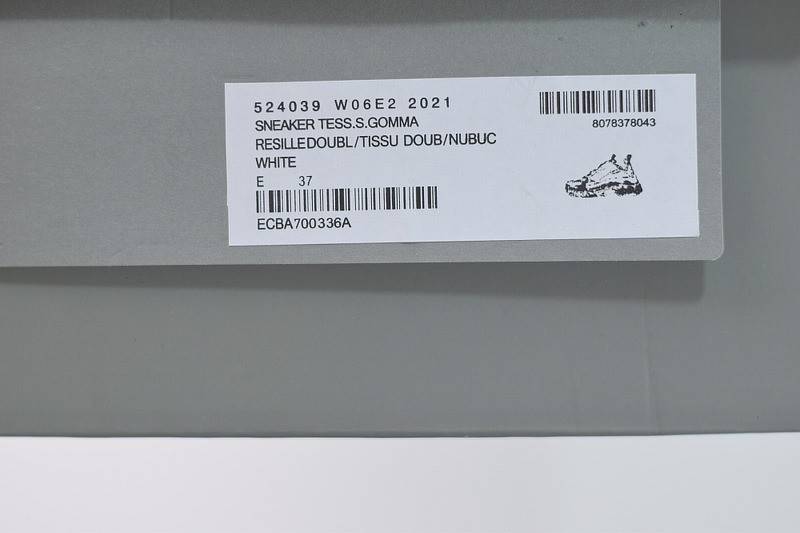 524039 W06E2 2021
SNEAKER TESS.S.GOMMA
RESILLEDOUBL/TISSU DOUB/NUBUC
WHITE
E 37
ECBA700336A
8078378043